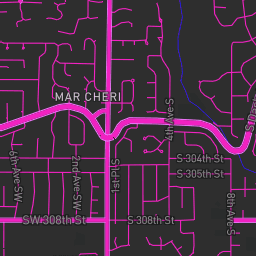 MAR CHERI
4th Ave S
S 304th St
S 305th St
6th Ave SW
2nd Ave SW
1st Pl S
8th Ave S
SW 308th St
S 308th St